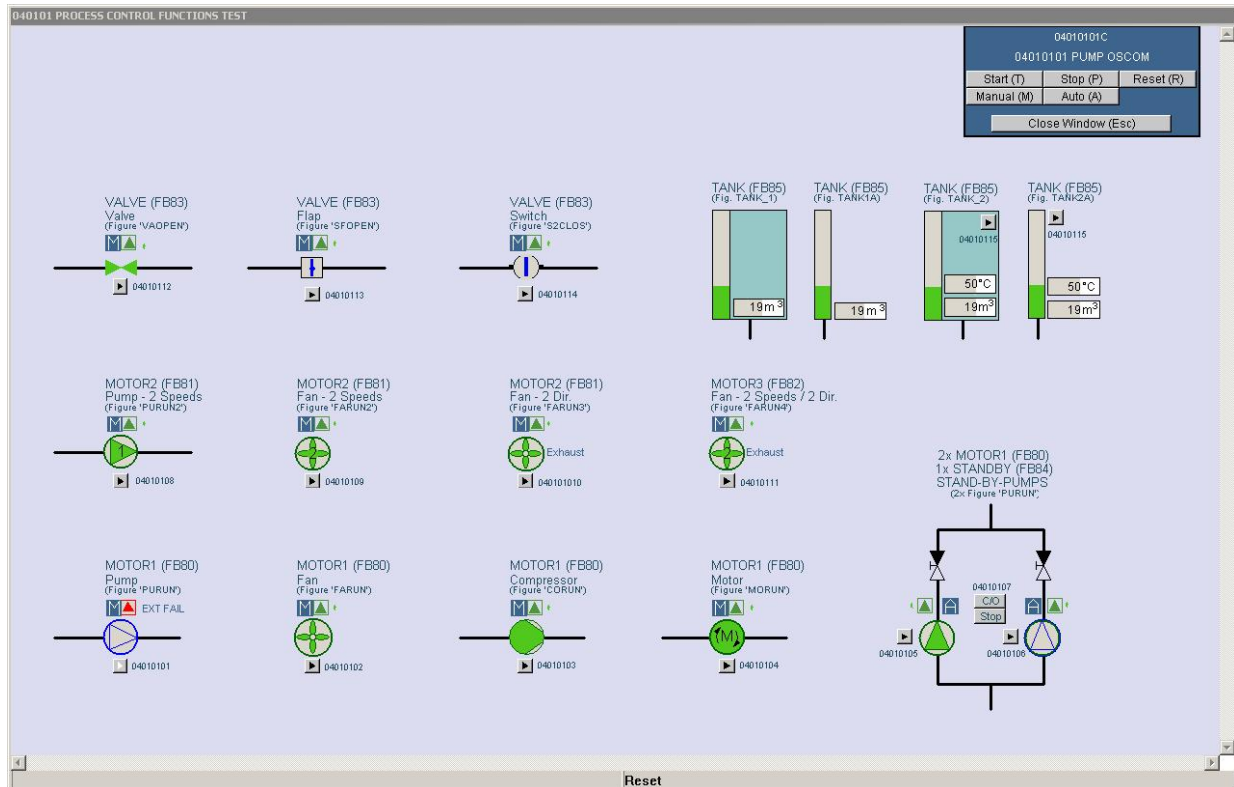 040101 PROCESS CONTROL FUNCTIONS TEST
04010101C
04010101 PUMP OSCOM
Start (T) Stop (P) Reset (R)
Manual (M) Auto (A)
Close Window (Esc)
VALVE (FB83)
Valve
(Figure 'VAOPEN')
M
04010112
VALVE (FB83)
Flap
(Figure 'SFOPEN')
M
04010113
VALVE (FB83)
Switch
(Figure 'S2CLOS')
M
04010114
TANK (FB85)
(Fig. TANK_1)
19m³
TANK (FB85)
(Fig. TANK1A)
19m³
TANK (FB85)
(Fig. TANK_2)
04010115
50°C
19m³
TANK (FB85)
(Fig. TANK2A)
04010115
50°C
19m³
MOTOR2 (FB81)
Pump - 2 Speeds
(Figure 'PURUN2')
M
1
04010108
MOTOR2 (FB81)
Fan - 2 Speeds
(Figure 'FARUN2')
M
2
04010109
MOTOR2 (FB81)
Fan - 2 Dir.
(Figure 'FARUN3')
M
Exhaust
040101010
MOTOR3 (FB82)
Fan - 2 Speeds / 2 Dir.
(Figure 'FARUN4')
M
2 Exhaust
04010111
MOTOR1 (FB80)
Pump
(Figure 'PURUN')
M EXT FAIL
04010101
MOTOR1 (FB80)
Fan
(Figure 'FARUN')
M
04010102
MOTOR1 (FB80)
Compressor
(Figure 'CORUN')
M
04010103
MOTOR1 (FB80)
Motor
(Figure 'MORUN')
M
(M)
04010104
2x MOTOR1 (FB80)
1x STANDBY (FB84)
STAND-BY-PUMPS
(2x Figure 'PURUN')
04010107
A C/O A
Stop
04010105 04010106
Reset